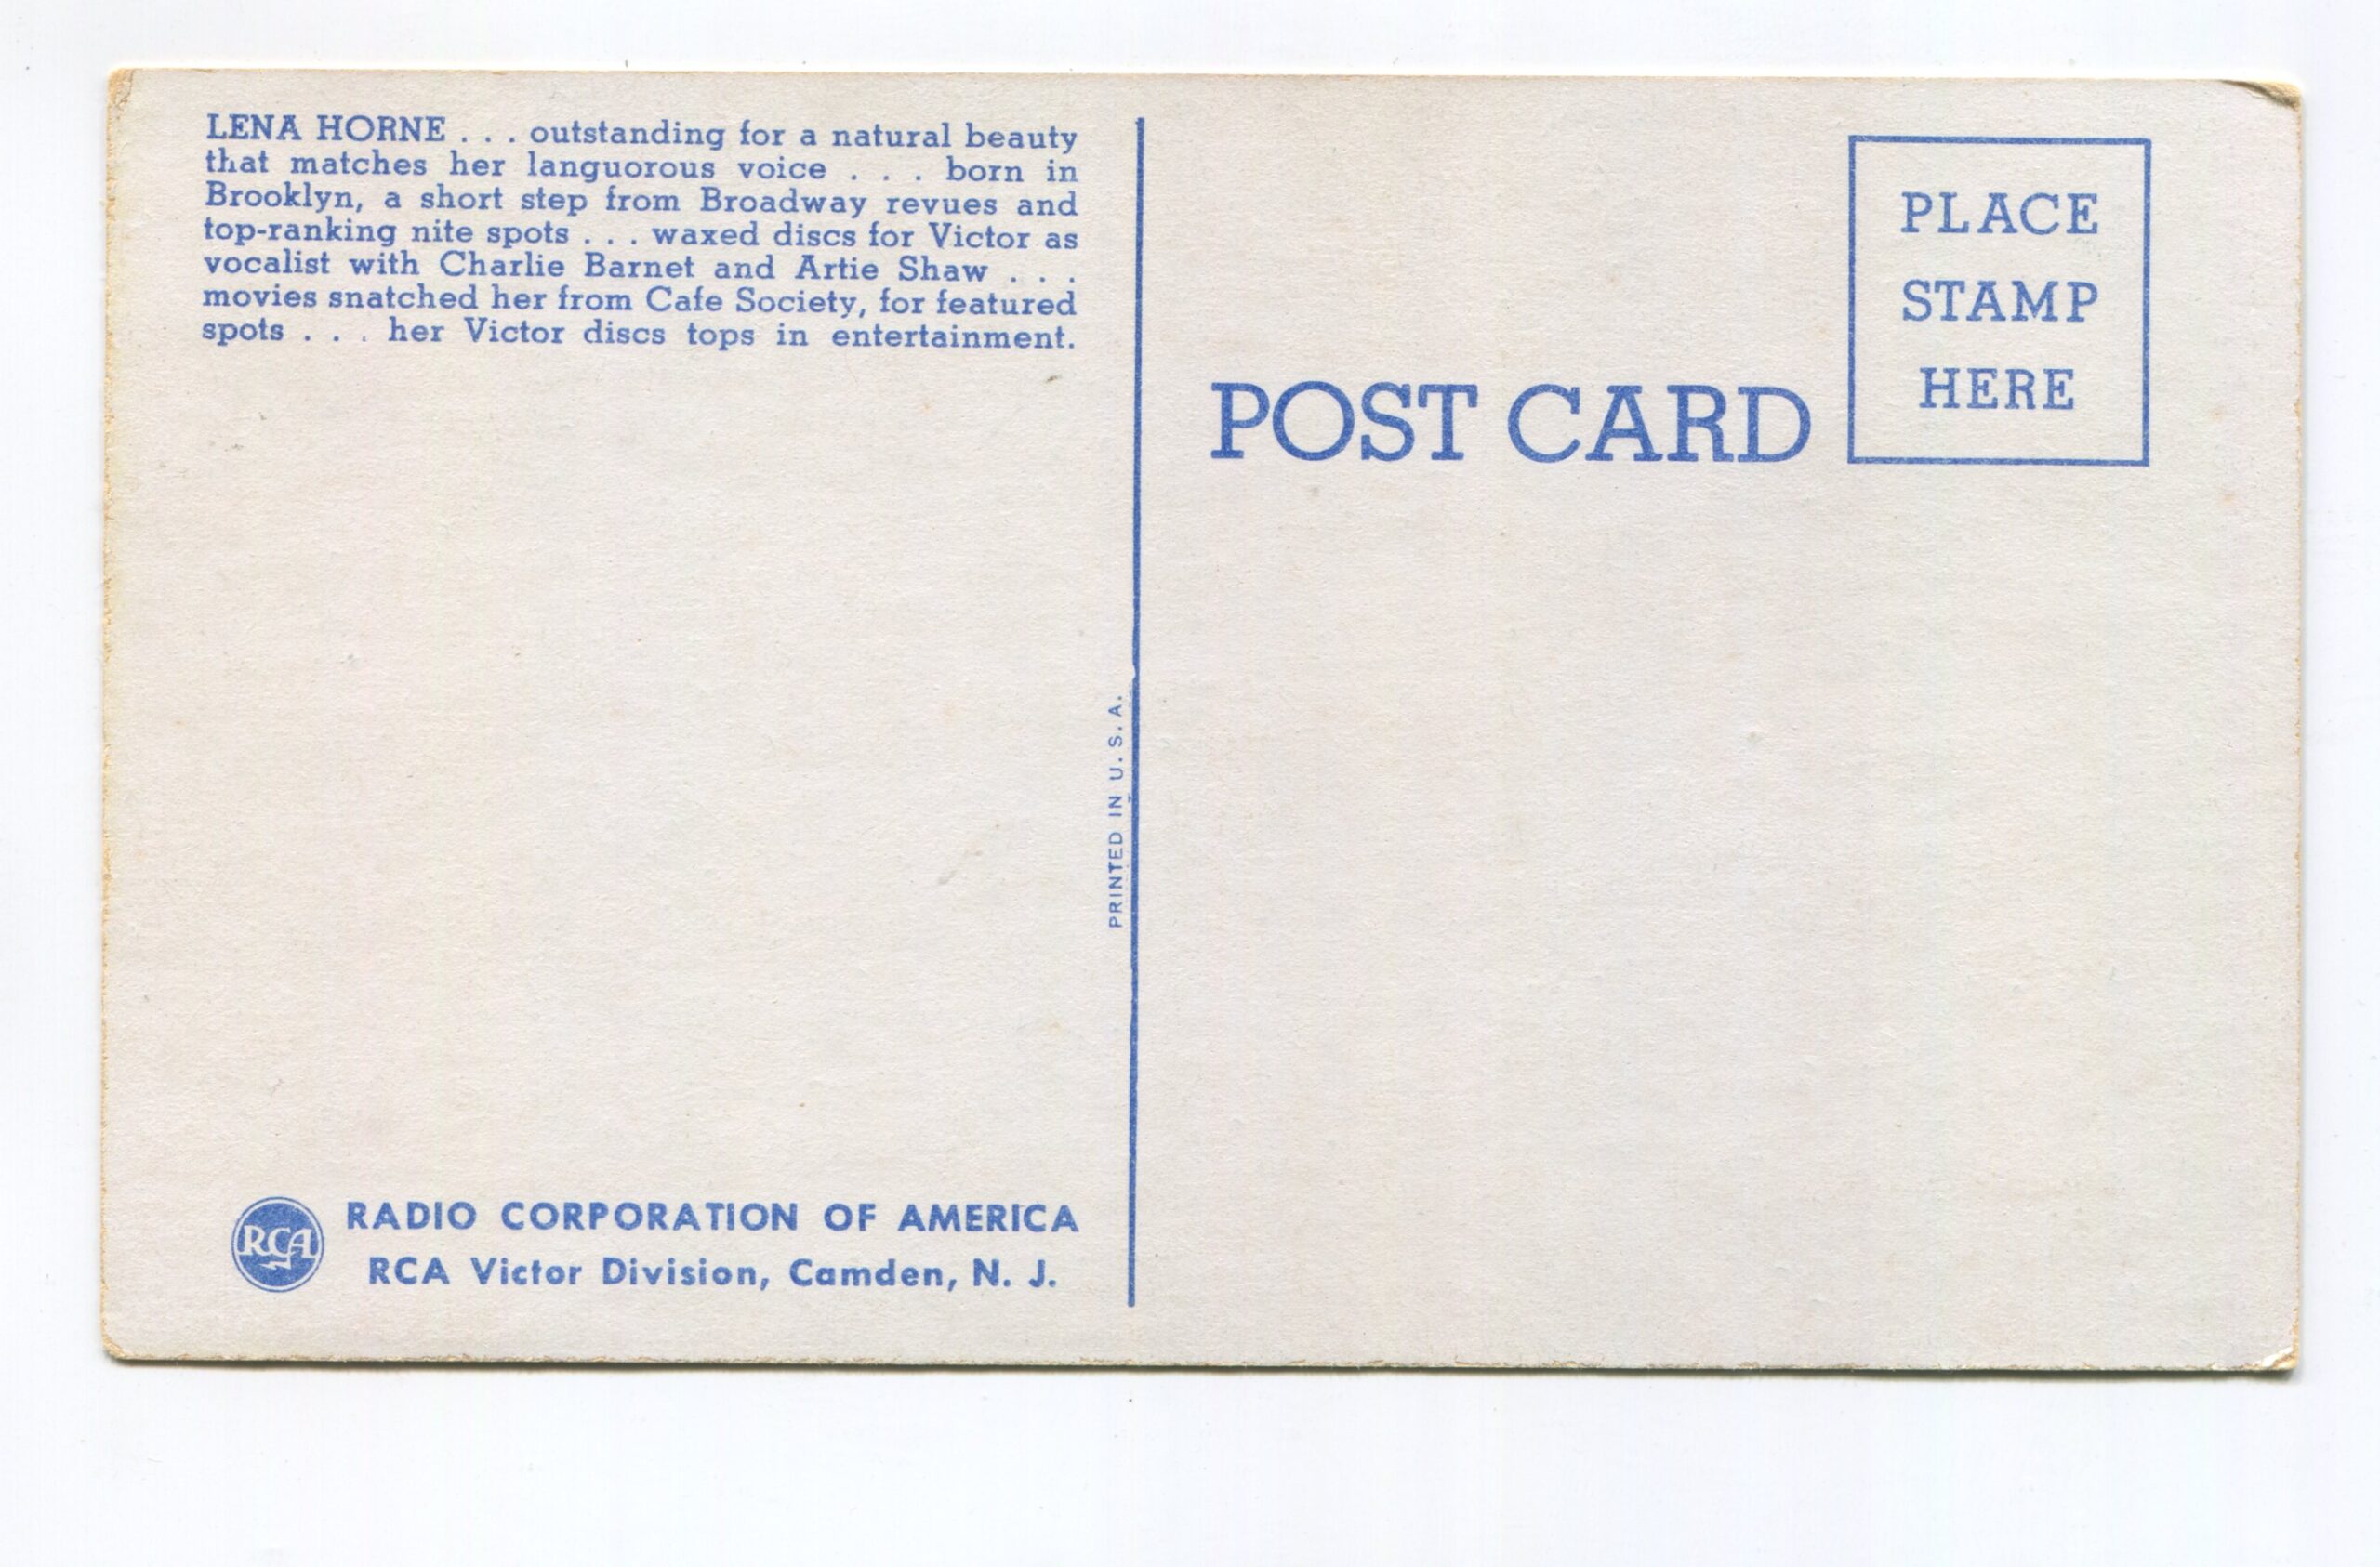 LENA HORNE . . . outstanding for a natural beauty
that matches her languorous voice . . . born in
Brooklyn, a short step from Broadway revues and
top-ranking nite spots . . . waxed discs for Victor as
vocalist with Charlie Barnet and Artie Shaw . . .
movies snatched her from Cafe Society, for featured
spots . . . her Victor discs tops in entertainment.
PRINTED IN U. S. A.
RCA
RADIO CORPORATION OF AMERICA
RCA Victor Division, Camden, N. J.
POST CARD
PLACE
STAMP
HERE